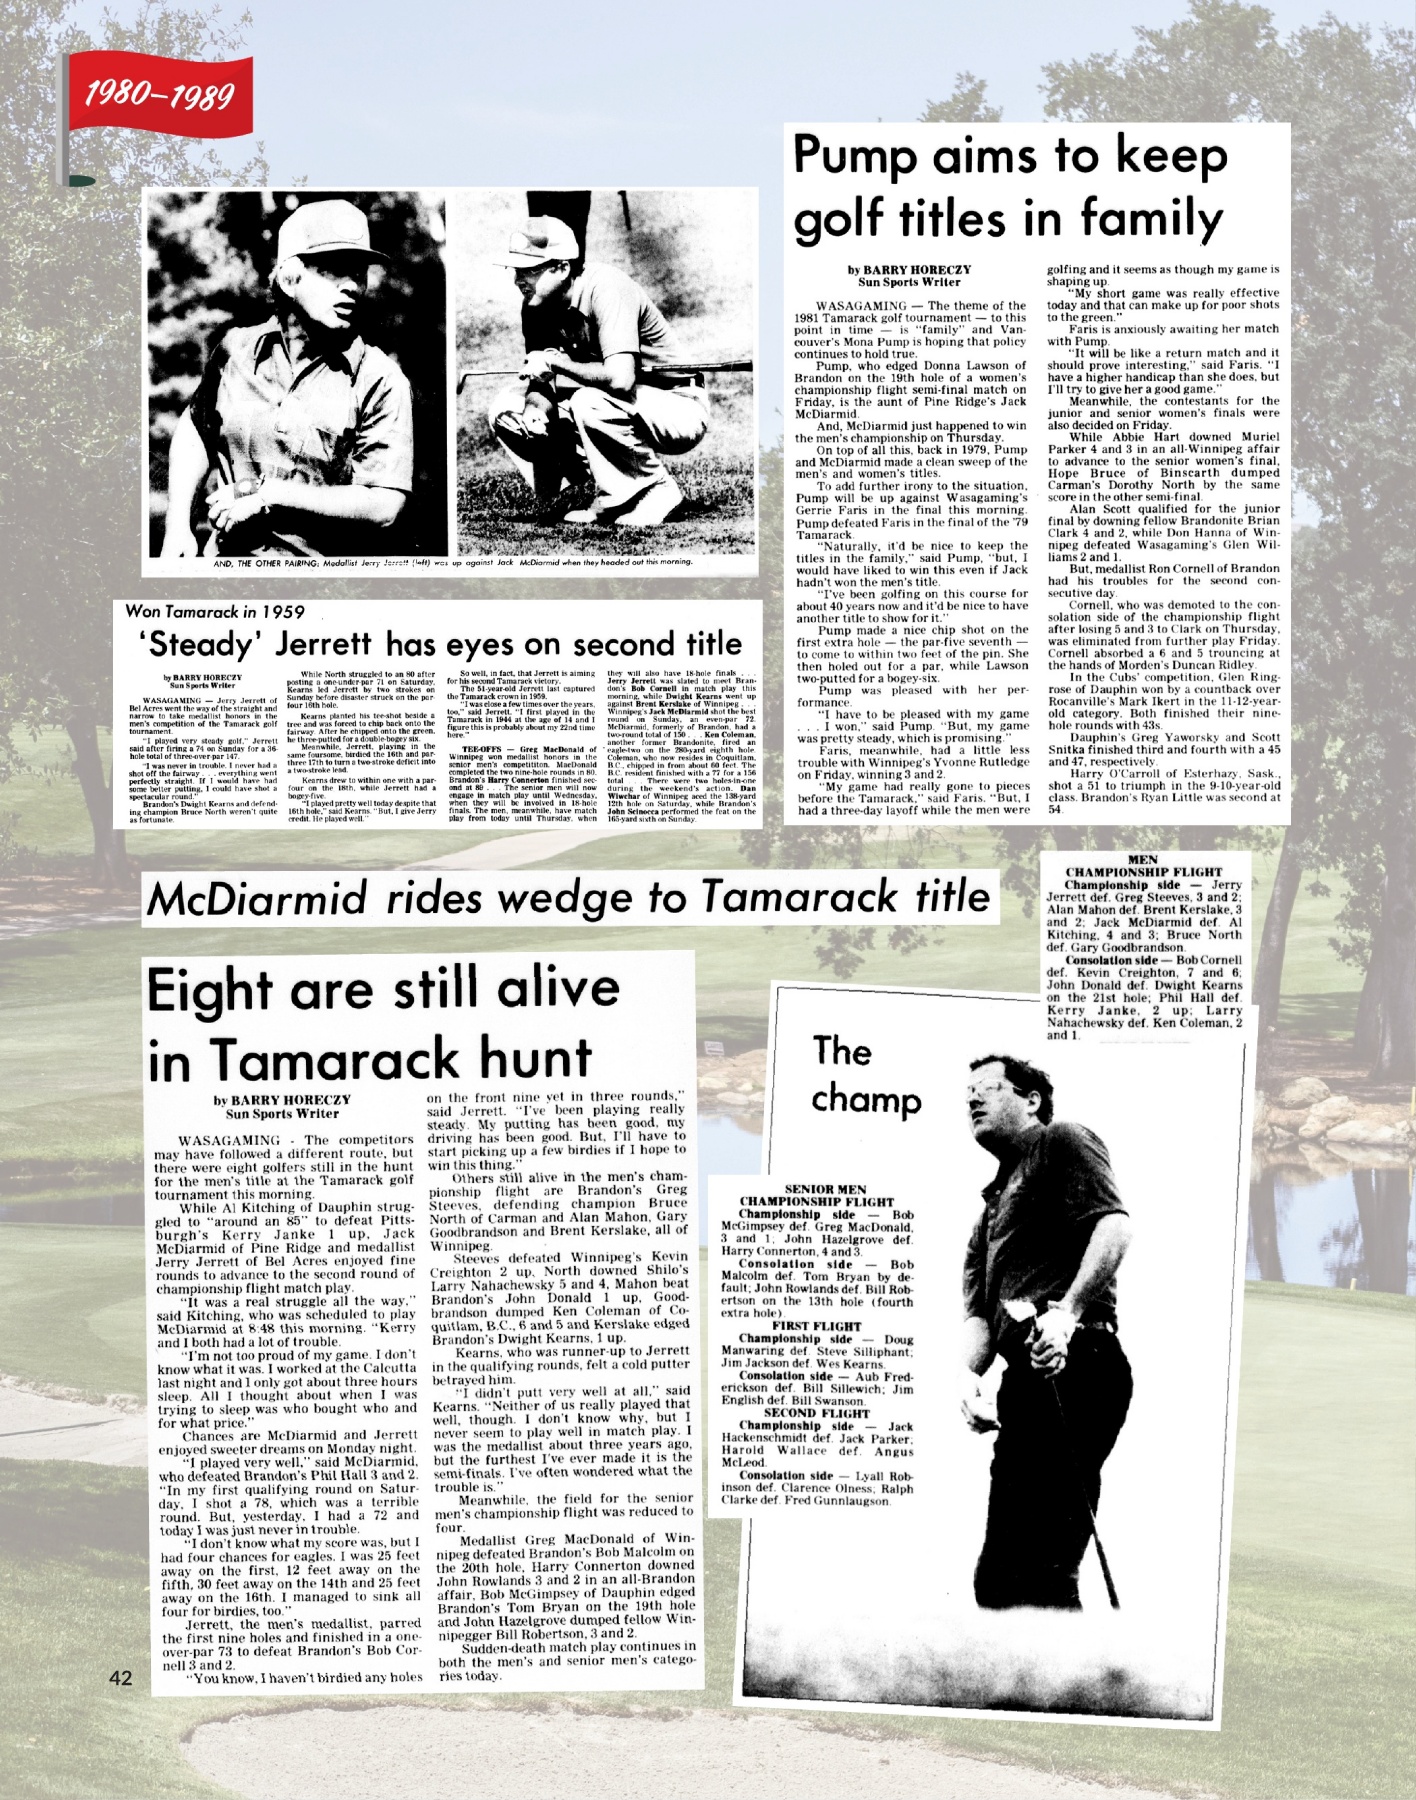 1980–1989
AND, THE OTHER PAIRING: Medallist Jerry Jerrett (left) was up against Jack McDiarmid when they headed out this morning.
Won Tamarack in 1959
'Steady' Jerrett has eyes on second title
by BARRY HORECZY
Sun Sports Writer
WASAGAMING — Jerry Jerrett of
Bel Acres went the way of the straight and
narrow to take medallist honors in the
men's competition of the Tamarack golf
tournament.
"I played very steady golf," Jerrett
said after firing a 74 on Sunday for a 36-
hole total of three-over-par 147.
"I was never in trouble. I never had a
shot off the fairway . . . everything went
perfectly straight. If I would have had
some better putting, I could have shot a
spectacular round."
Brandon's Dwight Kearns and defend-
ing champion Bruce North weren't quite
as fortunate.
While North struggled to an 80 after
posting a one-under-par 71 on Saturday,
Kearns led Jerrett by two strokes on
Sunday before disaster struck on the par-
four 16th hole.
Kearns planted his tee-shot beside a
tree and was forced to chip back onto the
fairway. After he chipped onto the green,
he three-putted for a double-bogey six.
Meanwhile, Jerrett, playing in the
same foursome, birdied the 16th and par-
three 17th to turn a two-stroke deficit into
a two-stroke lead.
Kearns drew to within one with a par-
four on the 18th, while Jerrett had a
bogey-five.
"I played pretty well today despite that
16th hole," said Kearns. "But, I give Jerry
credit. He played well."
So well, in fact, that Jerrett is aiming
for his second Tamarack victory.
The 51-year-old Jerrett last captured
the Tamarack crown in 1959.
"I was close a few times over the years,
too," said Jerrett. "I first played in the
Tamarack in 1944 at the age of 14 and I
figure this is probably about my 22nd time
here."
TEE-OFFS — Greg MacDonald of
Winnipeg won medallist honors in the
senior men's competition. MacDonald
completed the two nine-hole rounds in 80.
Brandon's Harry Connerton finished sec-
ond at 89 . . . The senior men will now
engage in match play until Wednesday,
when they will be involved in 18-hole
finals. The men, meanwhile, have match
play from today until Thursday, when
they will also have 18-hole finals . . .
Jerry Jerrett was slated to meet Bran-
don's Bob Cornell in match play this
morning, while Dwight Kearns went up
against Brent Kerslake of Winnipeg . . .
Winnipeg's Jack McDiarmid shot the best
round on Sunday, an even-par 72.
McDiarmid, formerly of Brandon, had a
two-round total of 150 . . . Ken Coleman,
another former Brandonite, fired an
eagle-two on the 280-yard eighth hole.
Coleman, who now resides in Coquitlam,
B.C., chipped in from about 60 feet. The
B.C. resident finished with a 77 for a 156
total . . . There were two holes-in-one
during the weekend's action. Dan
Wiwchar of Winnipeg aced the 138-yard
12th hole on Saturday, while Brandon's
John Scinocca performed the feat on the
165-yard sixth on Sunday.
Pump aims to keep
golf titles in family
by BARRY HORECZY
Sun Sports Writer
WASAGAMING — The theme of the
1981 Tamarack golf tournament — to this
point in time — is "family" and Van-
couver's Mona Pump is hoping that policy
continues to hold true.
Pump, who edged Donna Lawson of
Brandon on the 19th hole of a women's
championship flight semi-final match on
Friday, is the aunt of Pine Ridge's Jack
McDiarmid.
And, McDiarmid just happened to win
the men's championship on Thursday.
On top of all this, back in 1979, Pump
and McDiarmid made a clean sweep of the
men's and women's titles.
To add further irony to the situation,
Pump will be up against Wasagaming's
Gerrie Faris in the final this morning.
Pump defeated Faris in the final of the '79
Tamarack.
"Naturally, it'd be nice to keep the
titles in the family," said Pump, "but, I
would have liked to win this even if Jack
hadn't won the men's title.
"I've been golfing on this course for
about 40 years now and it'd be nice to have
another title to show for it."
Pump made a nice chip shot on the
first extra hole — the par-five seventh —
to come to within two feet of the pin. She
then holed out for a par, while Lawson
two-putted for a bogey-six.
Pump was pleased with her per-
formance.
"I have to be pleased with my game
. . . I won," said Pump. "But, my game
was pretty steady, which is promising."
Faris, meanwhile, had a little less
trouble with Winnipeg's Yvonne Rutledge
on Friday, winning 3 and 2.
"My game had really gone to pieces
before the Tamarack," said Faris. "But, I
had a three-day layoff while the men were
golfing and it seems as though my game is
shaping up.
"My short game was really effective
today and that can make up for poor shots
to the green."
Faris is anxiously awaiting her match
with Pump.
"It will be like a return match and it
should prove interesting," said Faris. "I
have a higher handicap than she does, but
I'll try to give her a good game."
Meanwhile, the contestants for the
junior and senior women's finals were
also decided on Friday.
While Abbie Hart downed Muriel
Parker 4 and 3 in an all-Winnipeg affair
to advance to the senior women's final,
Hope Bruce of Binscarth dumped
Carman's Dorothy North by the same
score in the other semi-final.
Alan Scott qualified for the junior
final by downing fellow Brandonite Brian
Clark 4 and 2, while Don Hanna of Win-
nipeg defeated Wasagaming's Glen Wil-
liams 2 and 1.
But, medallist Ron Cornell of Brandon
had his troubles for the second con-
secutive day.
Cornell, who was demoted to the con-
solation side of the championship flight
after losing 5 and 3 to Clark on Thursday,
was eliminated from further play Friday.
Cornell absorbed a 6 and 5 trouncing at
the hands of Morden's Duncan Ridley.
In the Cubs' competition, Glen Ring-
rose of Dauphin won by a countback over
Rocanville's Mark Ikert in the 11-12-year-
old category. Both finished their nine-
hole rounds with 43s.
Dauphin's Greg Yaworsky and Scott
Snitka finished third and fourth with a 45
and 47, respectively.
Harry O'Carroll of Esterhazy, Sask.,
shot a 51 to triumph in the 9-10-year-old
class. Brandon's Ryan Little was second at
54.
McDiarmid rides wedge to Tamarack title
Eight are still alive
in Tamarack hunt
by BARRY HORECZY
Sun Sports Writer
WASAGAMING - The competitors
may have followed a different route, but
there were eight golfers still in the hunt
for the men's title at the Tamarack golf
tournament this morning.
While Al Kitching of Dauphin strug-
gled to "around an 85" to defeat Pitts-
burgh's Kerry Janke 1 up, Jack
McDiarmid of Pine Ridge and medallist
Jerry Jerrett of Bel Acres enjoyed fine
rounds to advance to the second round of
championship flight match play.
"It was a real struggle all the way,"
said Kitching, who was scheduled to play
McDiarmid at 8:48 this morning. "Kerry
and I both had a lot of trouble.
"I'm not too proud of my game. I don't
know what it was. I worked at the Calcutta
last night and I only got about three hours
sleep. All I thought about when I was
trying to sleep was who bought who and
for what price."
Chances are McDiarmid and Jerrett
enjoyed sweeter dreams on Monday night.
"I played very well," said McDiarmid,
who defeated Brandon's Phil Hall 3 and 2.
"In my first qualifying round on Satur-
day, I shot a 78, which was a terrible
round. But, yesterday, I had a 72 and
today I was just never in trouble.
"I don't know what my score was, but I
had four chances for eagles. I was 25 feet
away on the first, 12 feet away on the
fifth, 30 feet away on the 14th and 25 feet
away on the 16th. I managed to sink all
four for birdies, too."
Jerrett, the men's medallist, parred
the first nine holes and finished in a one-
over-par 73 to defeat Brandon's Bob Cor-
nell 3 and 2.
"You know, I haven't birdied any holes
on the front nine yet in three rounds,"
said Jerrett. "I've been playing really
steady. My putting has been good, my
driving has been good. But, I'll have to
start picking up a few birdies if I hope to
win this thing."
Others still alive in the men's cham-
pionship flight are Brandon's Greg
Steeves, defending champion Bruce
North of Carman and Alan Mahon, Gary
Goodbrandson and Brent Kerslake, all of
Winnipeg.
Steeves defeated Winnipeg's Kevin
Creighton 2 up, North downed Shilo's
Larry Nahachewsky 5 and 4, Mahon beat
Brandon's John Donald 1 up, Good-
brandson dumped Ken Coleman of Co-
quitlam, B.C., 6 and 5 and Kerslake edged
Brandon's Dwight Kearns, 1 up.
Kearns, who was runner-up to Jerrett
in the qualifying rounds, felt a cold putter
betrayed him.
"I didn't putt very well at all," said
Kearns. "Neither of us really played that
well, though. I don't know why, but I
never seem to play well in match play. I
was the medallist about three years ago,
but the furthest I've ever made it is the
semi-finals. I've often wondered what the
trouble is."
Meanwhile, the field for the senior
men's championship flight was reduced to
four.
Medallist Greg MacDonald of Win-
nipeg defeated Brandon's Bob Malcolm on
the 20th hole, Harry Connerton downed
John Rowlands 3 and 2 in an all-Brandon
affair, Bob McGimpsey of Dauphin edged
Brandon's Tom Bryan on the 19th hole
and John Hazelgrove dumped fellow Win-
nipegger Bill Robertson, 3 and 2.
Sudden-death match play continues in
both the men's and senior men's catego-
ries today.
MEN
CHAMPIONSHIP FLIGHT
Championship side — Jerry
Jerrett def. Greg Steeves, 3 and 2;
Alan Mahon def. Brent Kerslake, 3
and 2; Jack McDiarmid def. Al
Kitching, 4 and 3; Bruce North
def. Gary Goodbrandson.
Consolation side — Bob Cornell
def. Kevin Creighton, 7 and 6;
John Donald def. Dwight Kearns
on the 21st hole; Phil Hall def.
Kerry Janke, 2 up; Larry
Nahachewsky def. Ken Coleman, 2
and 1.
The
champ
SENIOR MEN
CHAMPIONSHIP FLIGHT
Championship side — Bob
McGimpsey def. Greg MacDonald,
3 and 1; John Hazelgrove def.
Harry Connerton, 4 and 3.
Consolation side — Bob
Malcolm def. Tom Bryan by de-
fault; John Rowlands def. Bill Rob-
ertson on the 13th hole (fourth
extra hole).
FIRST FLIGHT
Championship side — Doug
Manwaring def. Steve Silliphant;
Jim Jackson def. Wes Kearns.
Consolation side — Aub Fred-
erickson def. Bill Sillewich; Jim
English def. Bill Swanson.
SECOND FLIGHT
Championship side — Jack
Hackenschmidt def. Jack Parker;
Harold Wallace def. Angus
McLeod.
Consolation side — Lyall Rob-
inson def. Clarence Olness; Ralph
Clarke def. Fred Gunnlaugson.
42